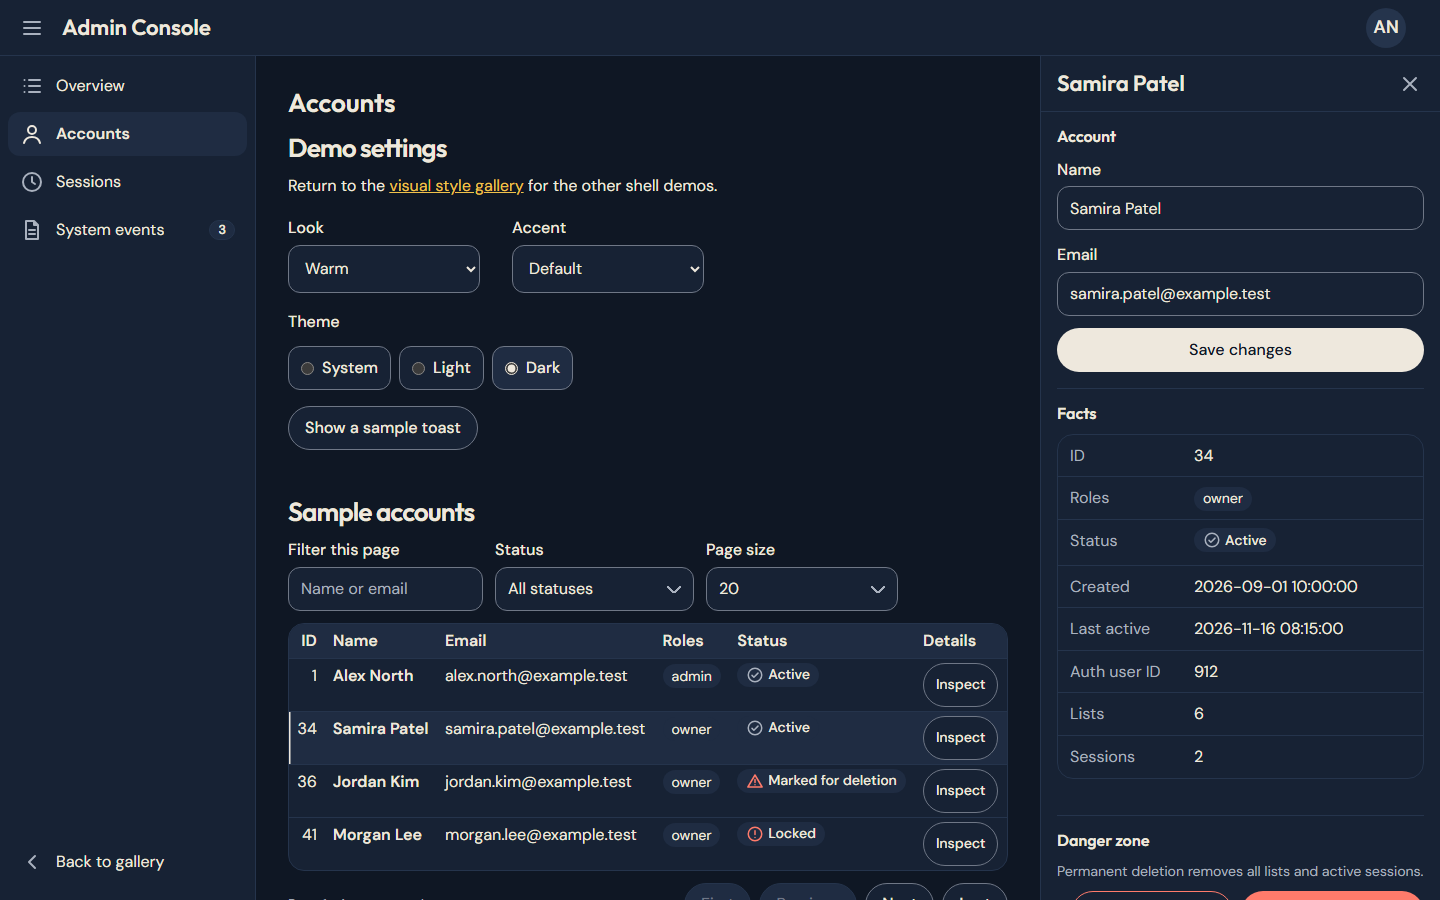 Admin Console
AN
Overview
Accounts
Sessions
System events 3
Back to gallery
Accounts
Demo settings
Return to the visual style gallery for the other shell demos.
Look Accent
Warm Default
Theme
System Light Dark
Show a sample toast
Sample accounts
Filter this page Status Page size
Name or email All statuses 20
ID Name Email Roles Status Details
1 Alex North alex.north@example.test admin Active Inspect
34 Samira Patel samira.patel@example.test owner Active Inspect
36 Jordan Kim jordan.kim@example.test owner Marked for deletion Inspect
41 Morgan Lee morgan.lee@example.test owner Locked Inspect
Samira Patel
Account
Name
Samira Patel
Email
samira.patel@example.test
Save changes
Facts
ID 34
Roles owner
Status Active
Created 2026-09-01 10:00:00
Last active 2026-11-16 08:15:00
Auth user ID 912
Lists 6
Sessions 2
Danger zone
Permanent deletion removes all lists and active sessions.